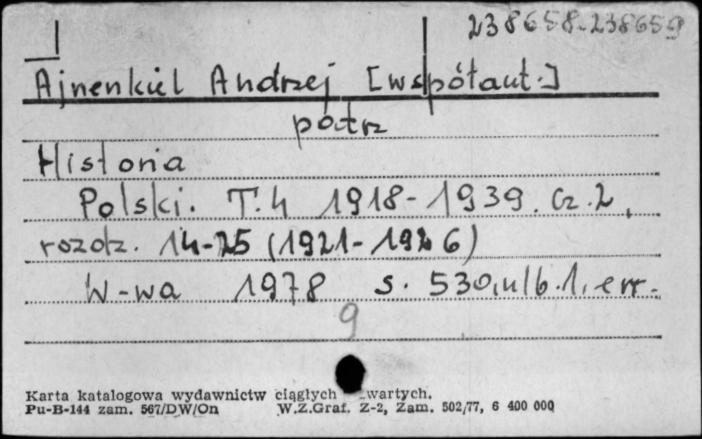 238658-238659
Ajnenkiel Andrzej [współaut.]
patrz
Historia
Polski. T.4 1918-1939. Cz.2,
rozdz. 14-25 (1921-1926)
W-wa 1978 s. 530, nlb.1, err.
9
Karta katalogowa wydawnictw ciągłych wartych.
Pu-B-144 zam. 567/DW/On W.Z.Graf. Z-2, Zam. 502/77, 6 400 000